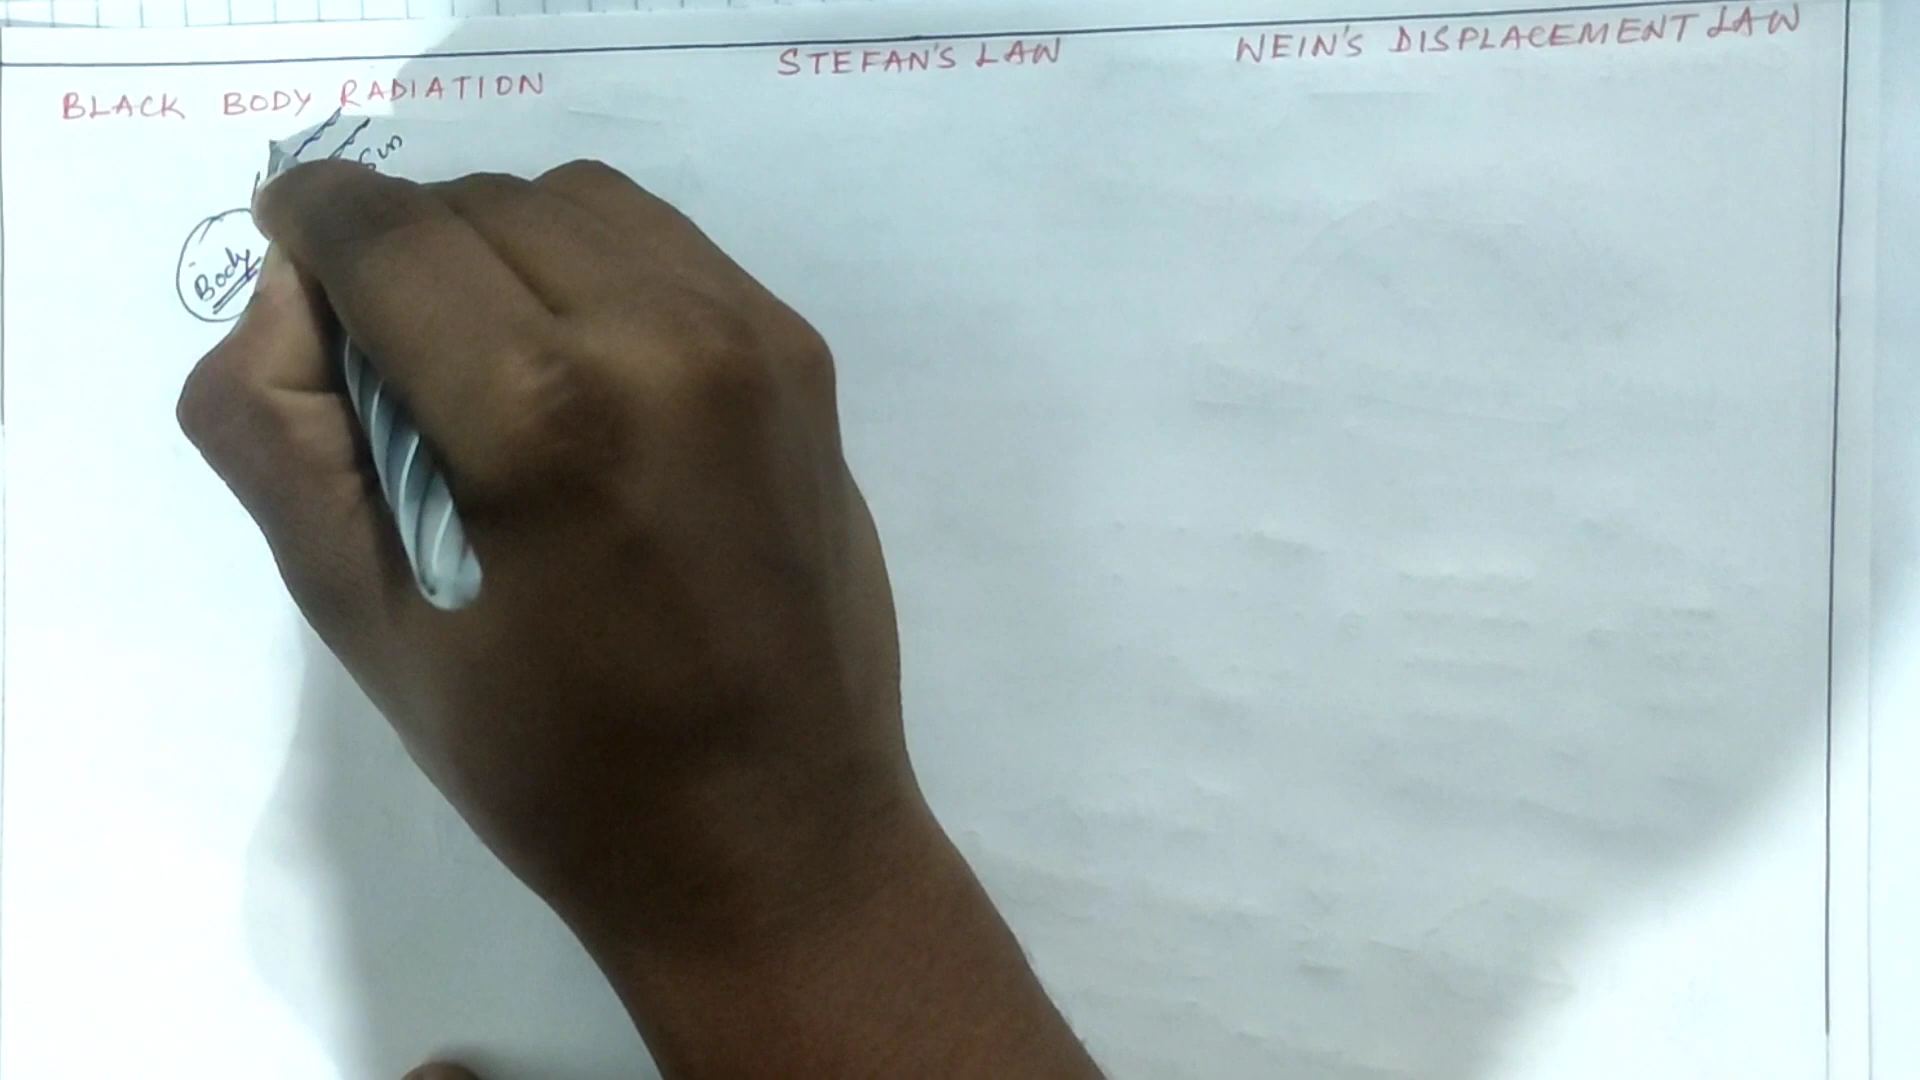 BLACK BODY RADIATION
STEFAN'S LAW
WEIN'S DISPLACEMENT LAW
Sun
Body